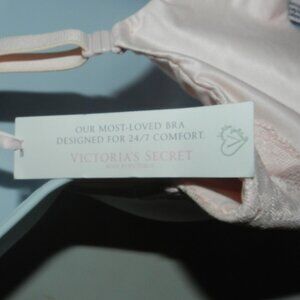 OUR MOST-LOVED BRA
DESIGNED FOR 24/7 COMFORT.
VICTORIA'S SECRET